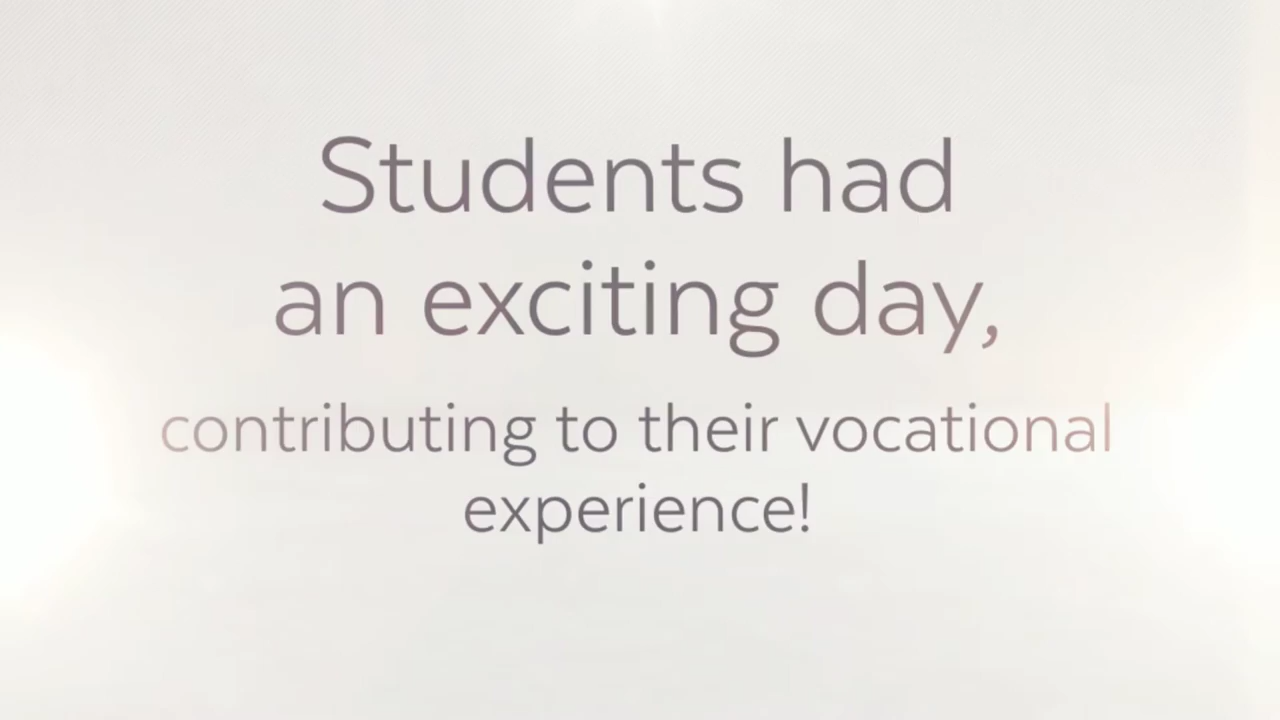 Students had
an exciting day,
contributing to their vocational
experience!